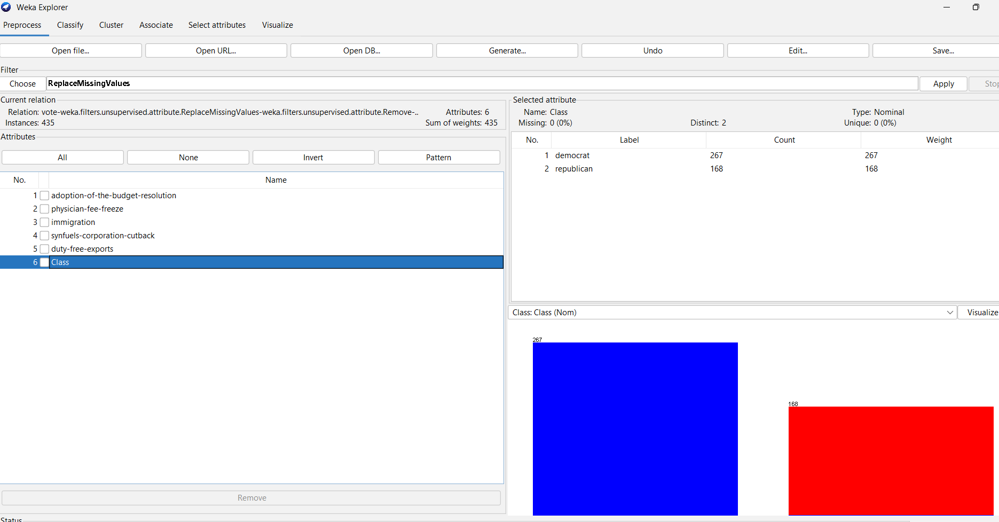 Weka Explorer
Preprocess Classify Cluster Associate Select attributes Visualize
Open file... Open URL... Open DB... Generate... Undo Edit... Save...
Filter
Choose ReplaceMissingValues Apply Stop
Current relation
Relation: vote-weka.filters.unsupervised.attribute.ReplaceMissingValues-weka.filters.unsupervised.attribute.Remove-.. Attributes: 6
Instances: 435 Sum of weights: 435
Attributes
All None Invert Pattern
No. Name
1 adoption-of-the-budget-resolution
2 physician-fee-freeze
3 immigration
4 synfuels-corporation-cutback
5 duty-free-exports
6 Class
Remove
Status
Selected attribute
Name: Class Type: Nominal
Missing: 0 (0%) Distinct: 2 Unique: 0 (0%)
No. Label Count Weight
1 democrat 267 267
2 republican 168 168
Class: Class (Nom) Visualize
267
168